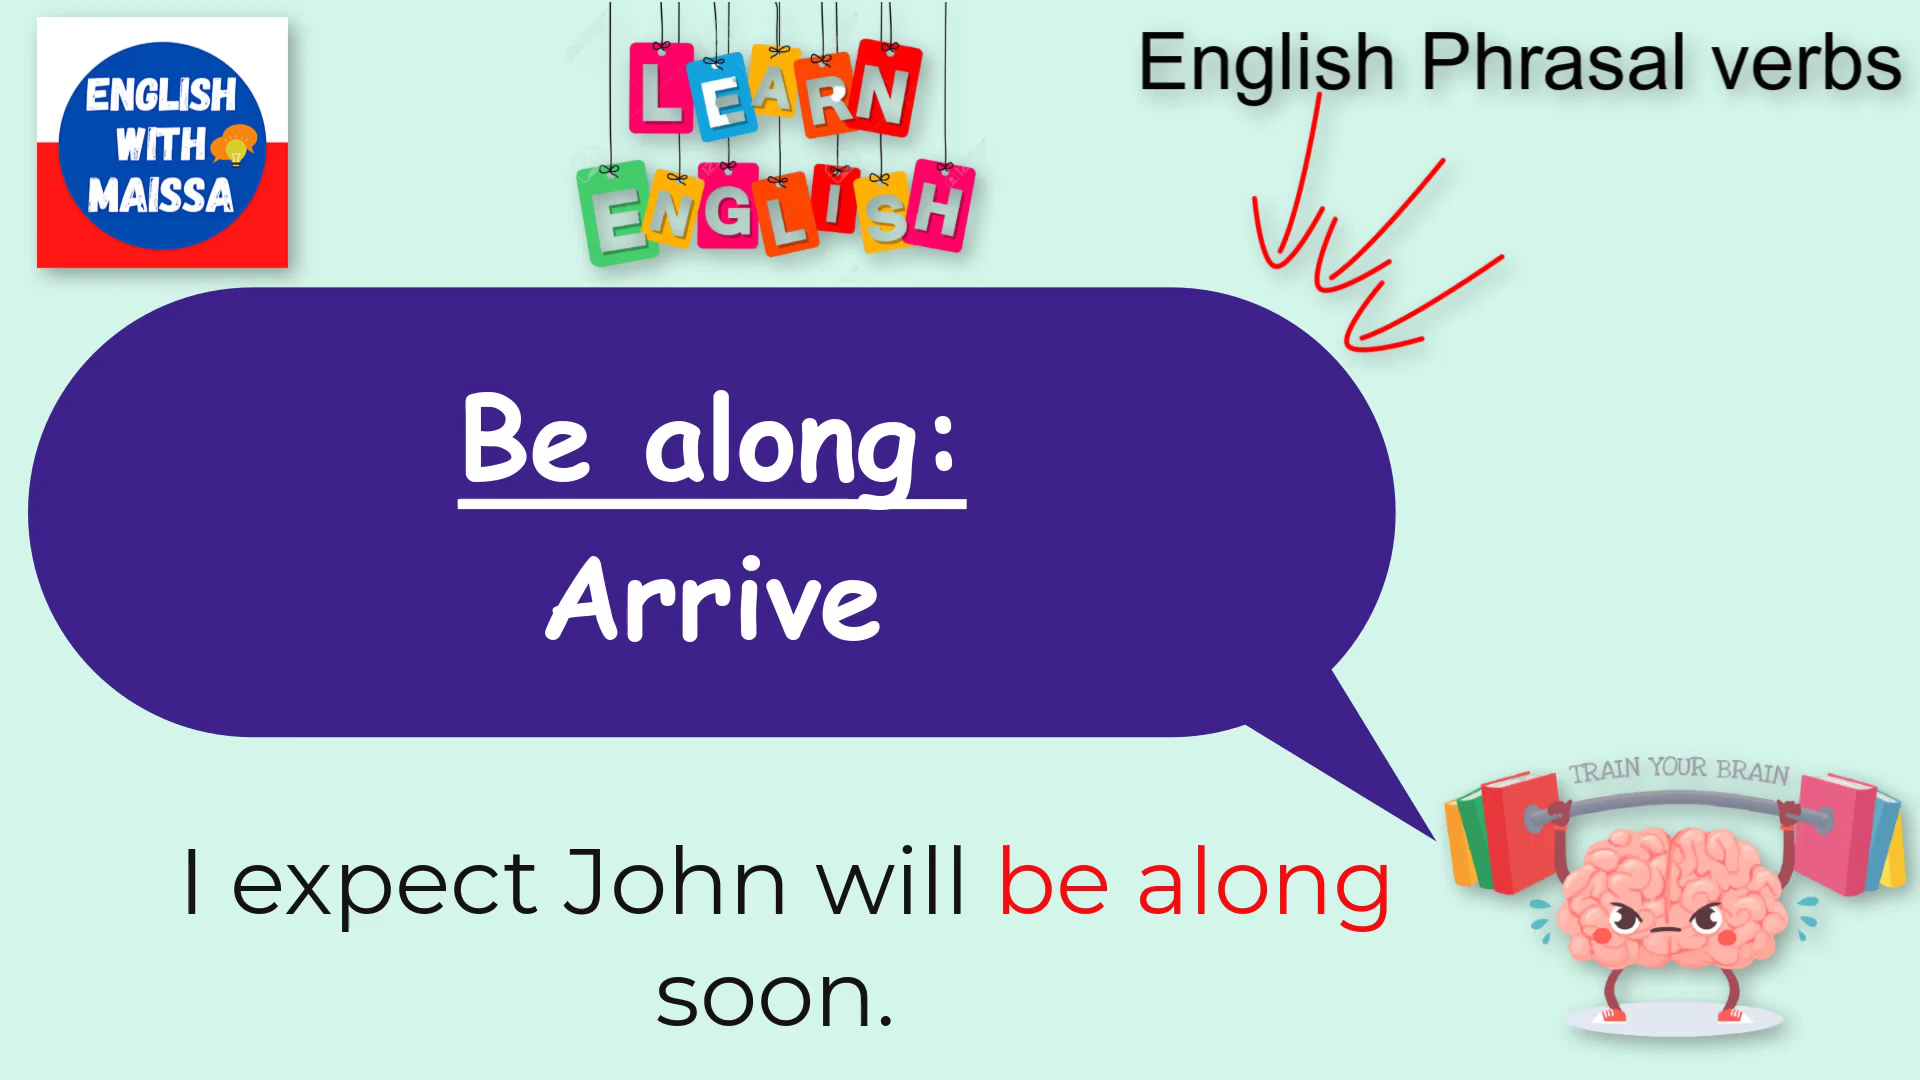 ENGLISH
WITH
MAISSA
LEARN
ENGLISH
English Phrasal verbs
Be along:
Arrive
TRAIN YOUR BRAIN
I expect John will be along
soon.